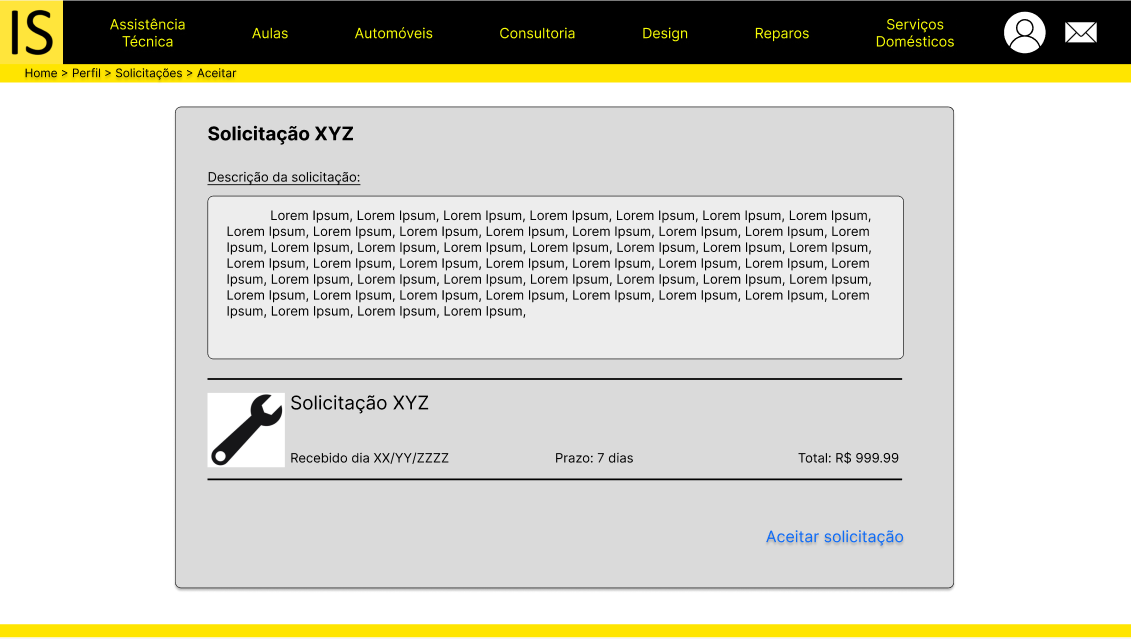 IS
Assistência
Técnica
Aulas
Automóveis
Consultoria
Design
Reparos
Serviços
Domésticos
Home > Perfil > Solicitações > Aceitar
Solicitação XYZ
Descrição da solicitação:
Lorem Ipsum, Lorem Ipsum, Lorem Ipsum, Lorem Ipsum, Lorem Ipsum, Lorem Ipsum, Lorem Ipsum,
Lorem Ipsum, Lorem Ipsum, Lorem Ipsum, Lorem Ipsum, Lorem Ipsum, Lorem Ipsum, Lorem Ipsum, Lorem
Ipsum, Lorem Ipsum, Lorem Ipsum, Lorem Ipsum, Lorem Ipsum, Lorem Ipsum, Lorem Ipsum, Lorem Ipsum,
Lorem Ipsum, Lorem Ipsum, Lorem Ipsum, Lorem Ipsum, Lorem Ipsum, Lorem Ipsum, Lorem Ipsum, Lorem
Ipsum, Lorem Ipsum, Lorem Ipsum, Lorem Ipsum, Lorem Ipsum, Lorem Ipsum, Lorem Ipsum, Lorem Ipsum,
Lorem Ipsum, Lorem Ipsum, Lorem Ipsum, Lorem Ipsum, Lorem Ipsum, Lorem Ipsum, Lorem Ipsum, Lorem
Ipsum, Lorem Ipsum, Lorem Ipsum, Lorem Ipsum,
Solicitação XYZ
Recebido dia XX/YY/ZZZZ
Prazo: 7 dias
Total: R$ 999.99
Aceitar solicitação